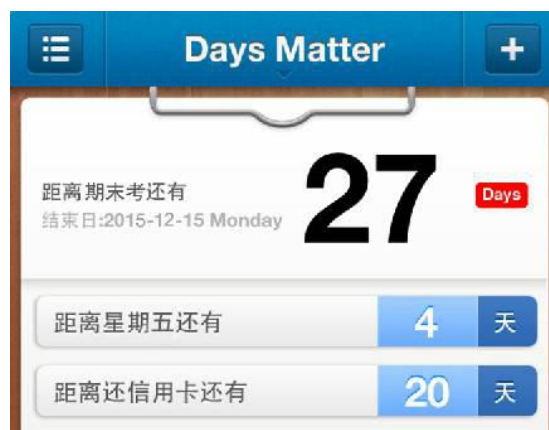 Days Matter
距离期末考还有
结束日:2015-12-15 Monday
27
Days
距离星期五还有 4 天
距离还信用卡还有 20 天